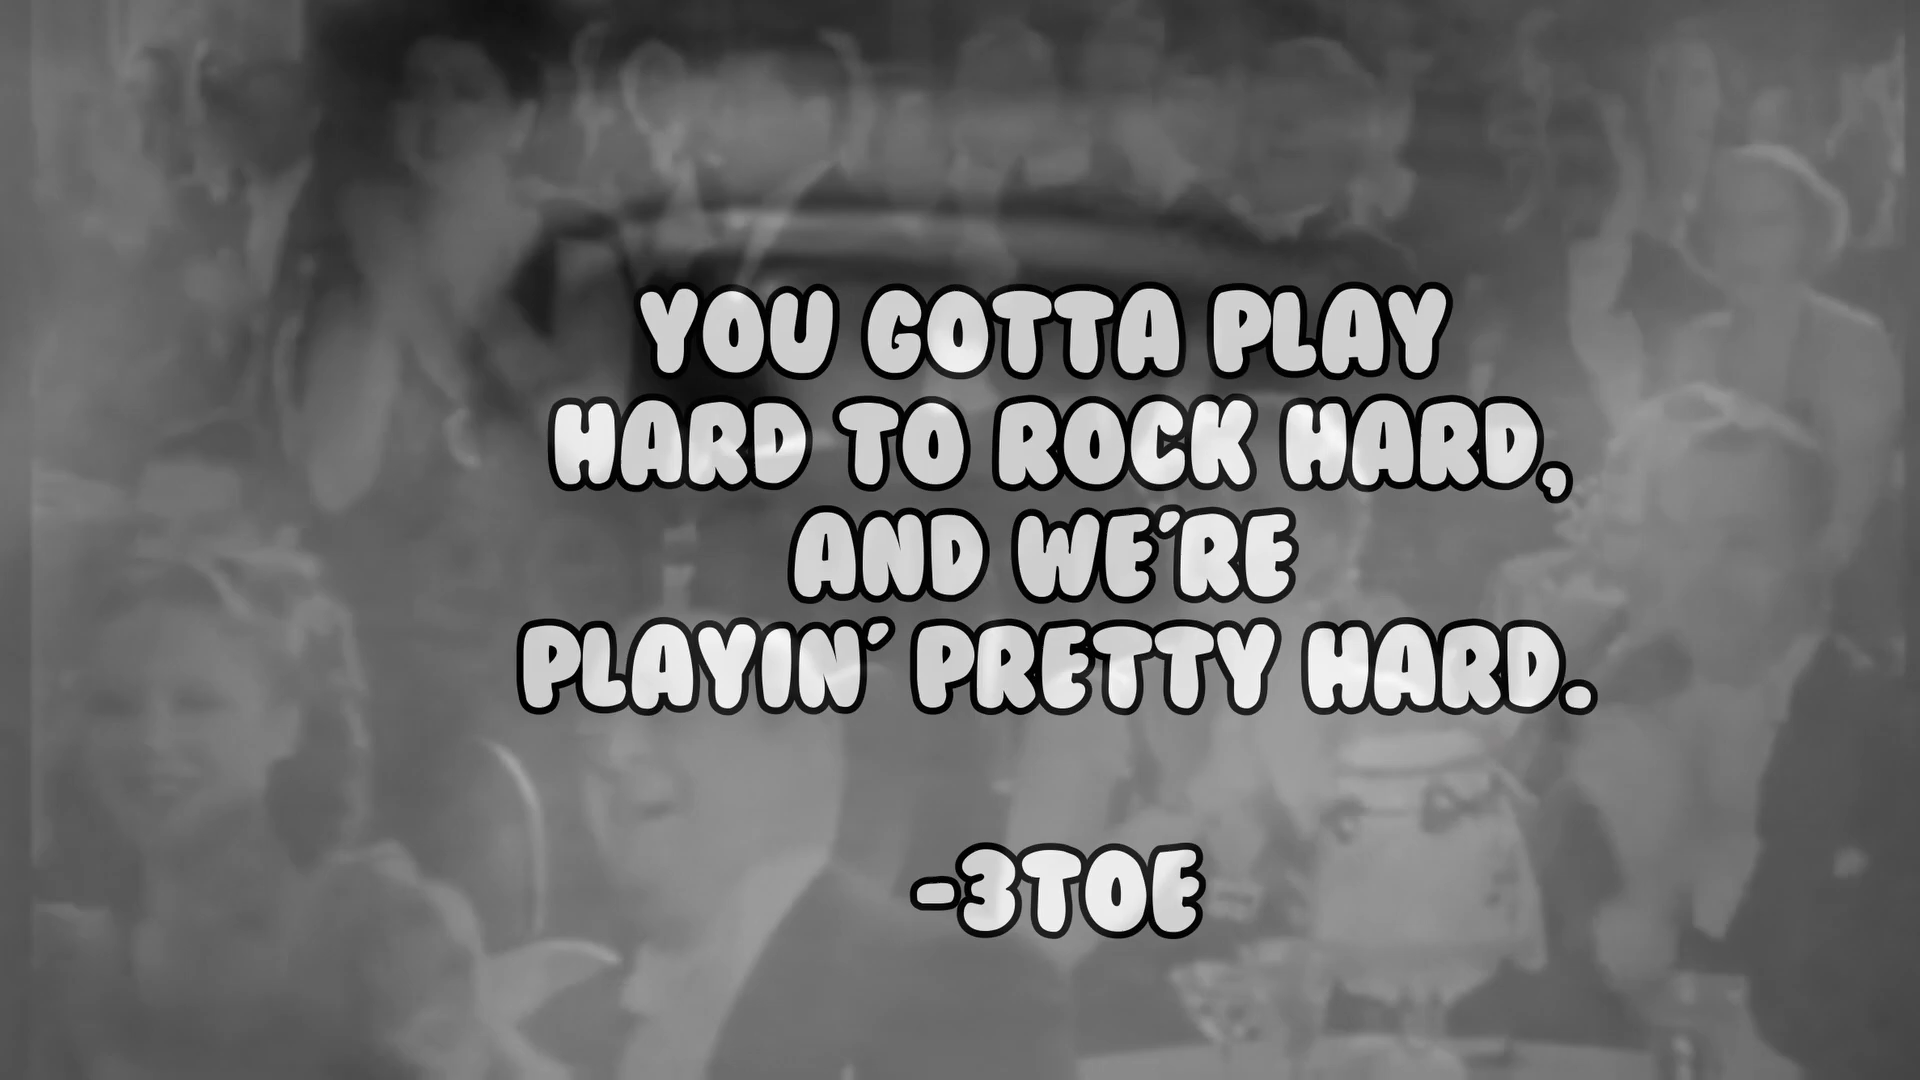 YOU GOTTA PLAY
HARD TO ROCK HARD,
AND WE'RE
PLAYIN' PRETTY HARD.
-3TOE